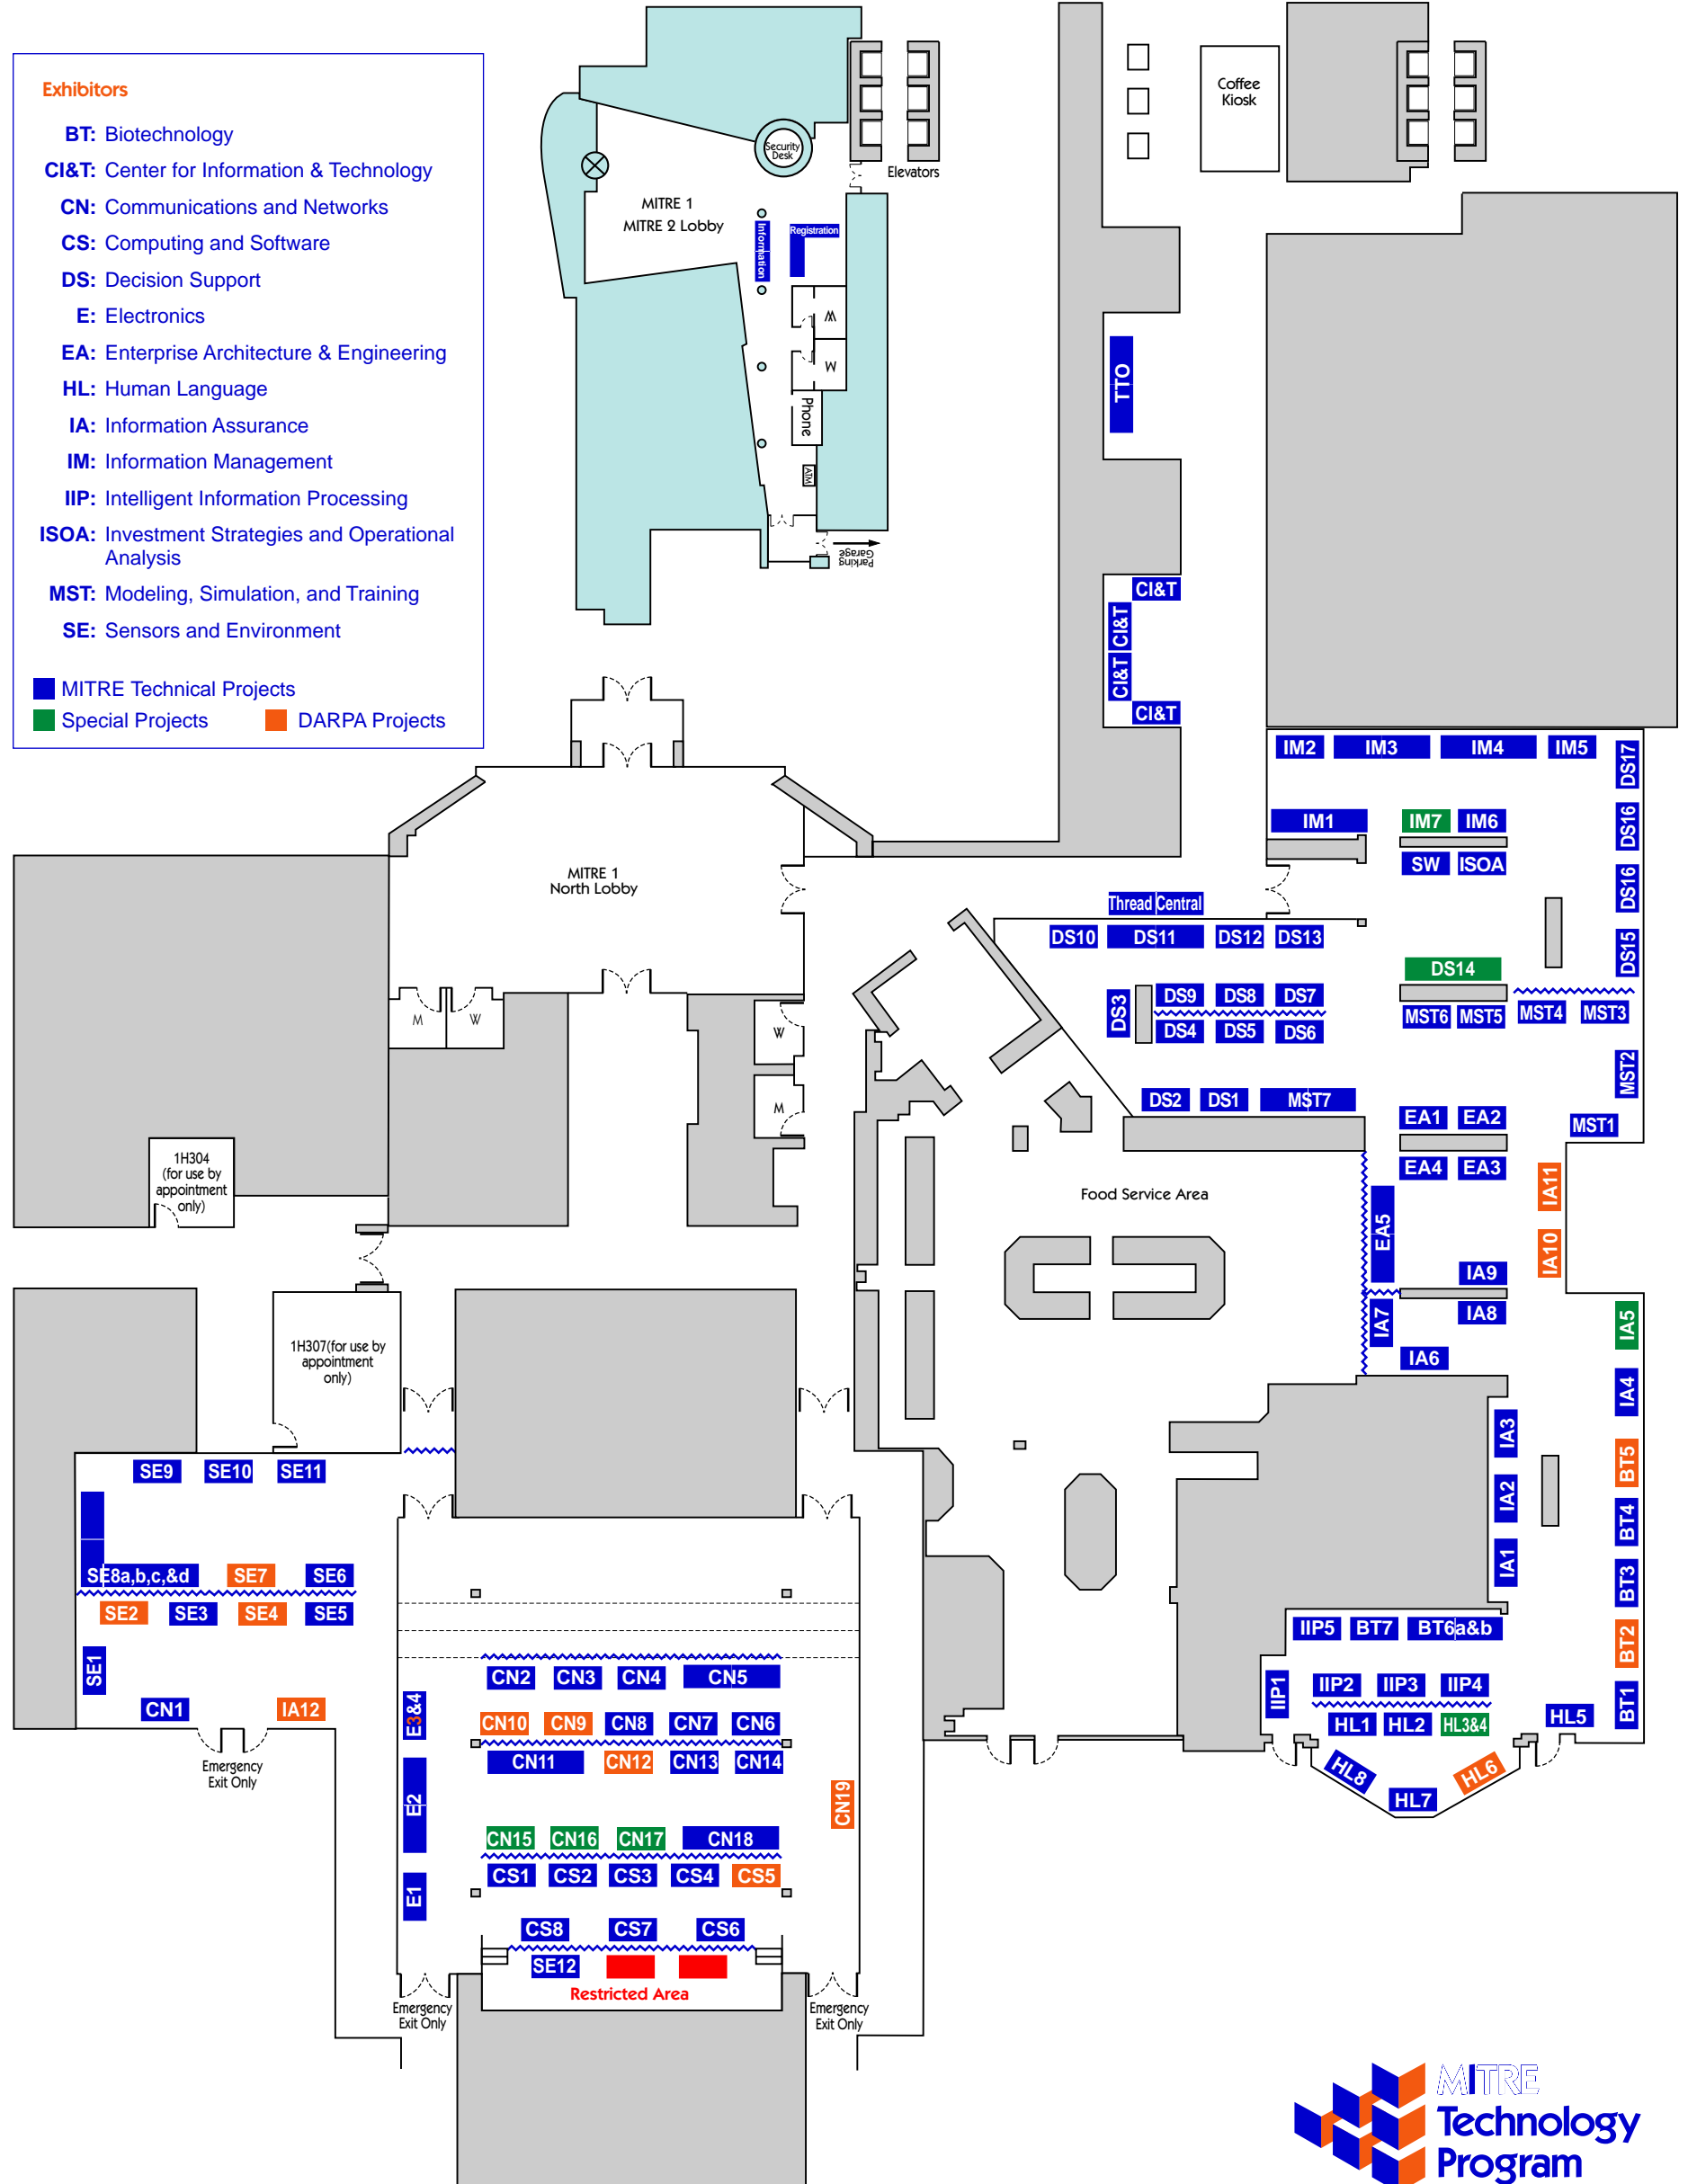 Exhibitors
BT: Biotechnology
CI&T: Center for Information & Technology
CN: Communications and Networks
CS: Computing and Software
DS: Decision Support
E: Electronics
EA: Enterprise Architecture & Engineering
HL: Human Language
IA: Information Assurance
IM: Information Management
IIP: Intelligent Information Processing
ISOA: Investment Strategies and Operational
Analysis
MST: Modeling, Simulation, and Training
SE: Sensors and Environment
MITRE Technical Projects
Special Projects
DARPA Projects
Security
Desk
Elevators
MITRE 1
MITRE 2 Lobby
Information
Registration
M
W
Phone
ATM
Parking
Garage
Coffee
Kiosk
TTO
CI&T
CI&T
CI&T
CI&T
IM2
IM3
IM4
IM5
DS17
IM1
IM7
IM6
DS16
SW
ISOA
DS16
MITRE 1
North Lobby
Thread Central
DS10
DS11
DS12
DS13
DS15
DS14
DS3
DS9
DS8
DS7
DS4
DS5
DS6
MST6
MST5
MST4
MST3
MST2
M
W
W
M
DS2
DS1
MST7
EA1
EA2
MST1
EA4
EA3
IA11
1H304
(for use by
appointment
only)
Food Service Area
EA5
IA10
IA9
IA8
IA7
IA5
IA6
1H307(for use by
appointment
only)
IA4
IA3
BT5
IA2
BT4
IA1
BT3
SE9
SE10
SE11
SE8a,b,c,&d
SE7
SE6
SE2
SE3
SE4
SE5
SE1
CN1
IA12
Emergency
Exit Only
IIP5
BT7
BT6a&b
BT2
IIP1
IIP2
IIP3
IIP4
BT1
HL1
HL2
HL3&4
HL5
HL8
HL7
HL6
CN2
CN3
CN4
CN5
E3&4
CN10
CN9
CN8
CN7
CN6
CN11
CN12
CN13
CN14
E2
CN19
CN15
CN16
CN17
CN18
CS1
CS2
CS3
CS4
CS5
E1
CS8
CS7
CS6
SE12
Restricted Area
Emergency
Exit Only
Emergency
Exit Only
MITRE
Technology
Program